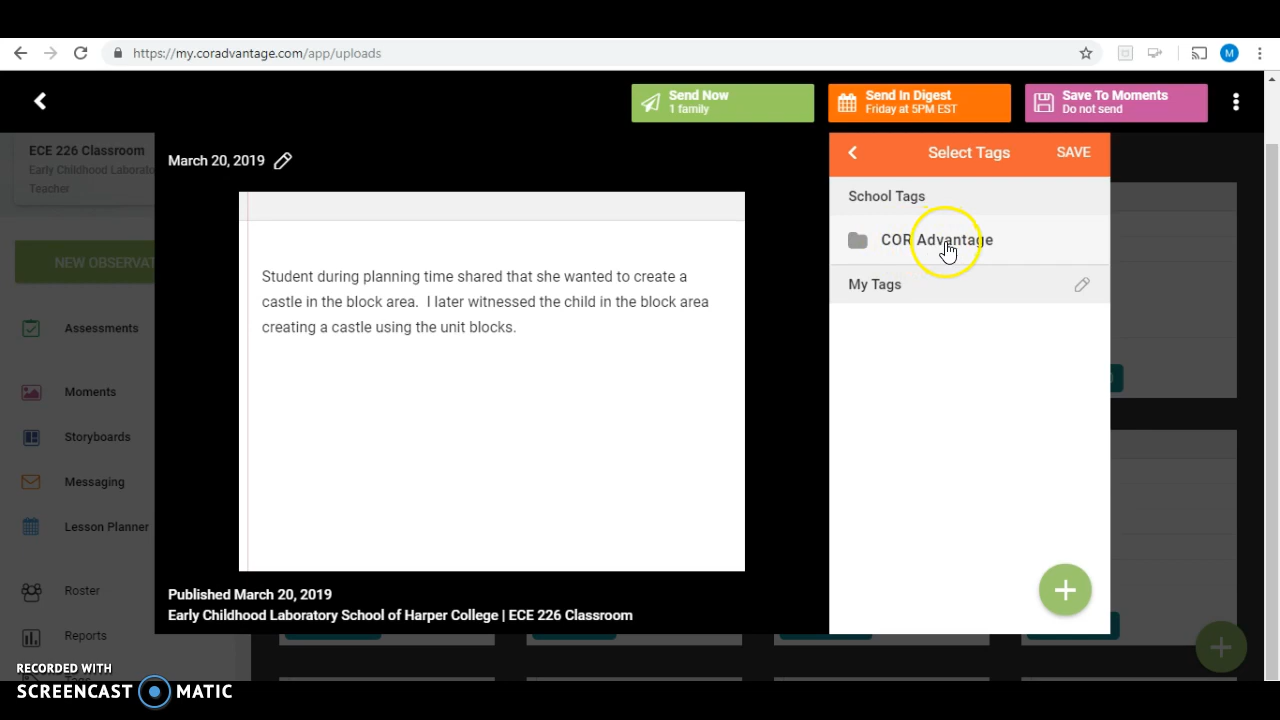 https://my.coradvantage.com/app/uploads
M
Send Now
1 family
Send In Digest
Friday at 5PM EST
Save To Moments
Do not send
ECE 226 Classroom
Early Childhood Laborato
Teacher
March 20, 2019
Select Tags
SAVE
School Tags
COR Advantage
My Tags
NEW OBSERVAT
Student during planning time shared that she wanted to create a
castle in the block area. I later witnessed the child in the block area
creating a castle using the unit blocks.
Assessments
Moments
Storyboards
Messaging
Lesson Planner
Roster
Reports
Published March 20, 2019
Early Childhood Laboratory School of Harper College | ECE 226 Classroom
RECORDED WITH
SCREENCAST MATIC